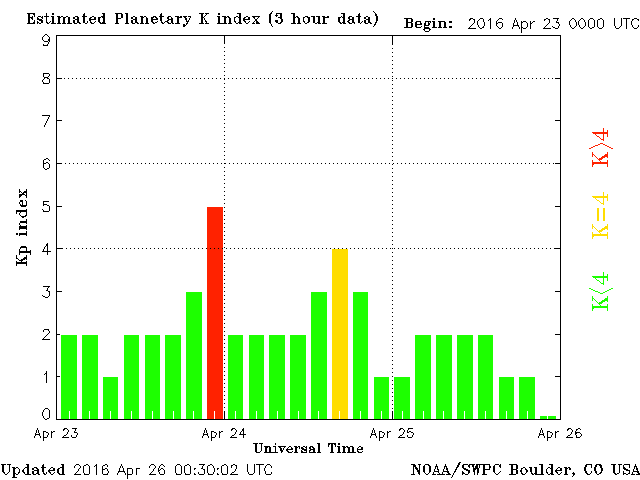 Estimated Planetary K index (3 hour data)
Begin: 2016 Apr 23 0000 UTC
9
8
7
6
5
4
3
2
1
0
Kp index
K>4
K=4
K<4
Apr 23
Apr 24
Apr 25
Apr 26
Universal Time
Updated 2016 Apr 26 00:30:02 UTC
NOAA/SWPC Boulder, CO USA